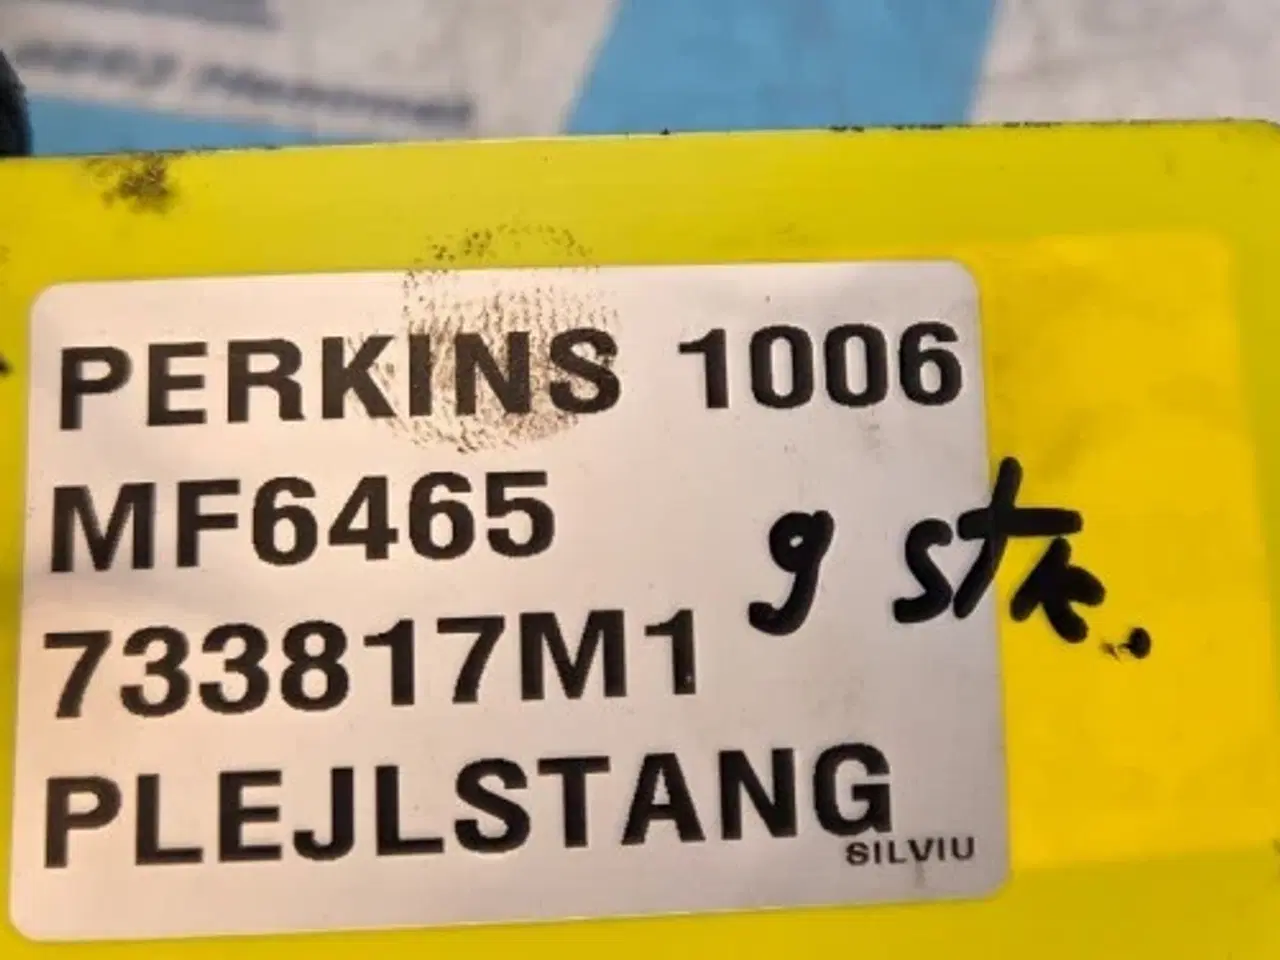 PERKINS 1006
MF6465
9 stk.
733817M1
PLEJLSTANG
SILVIU